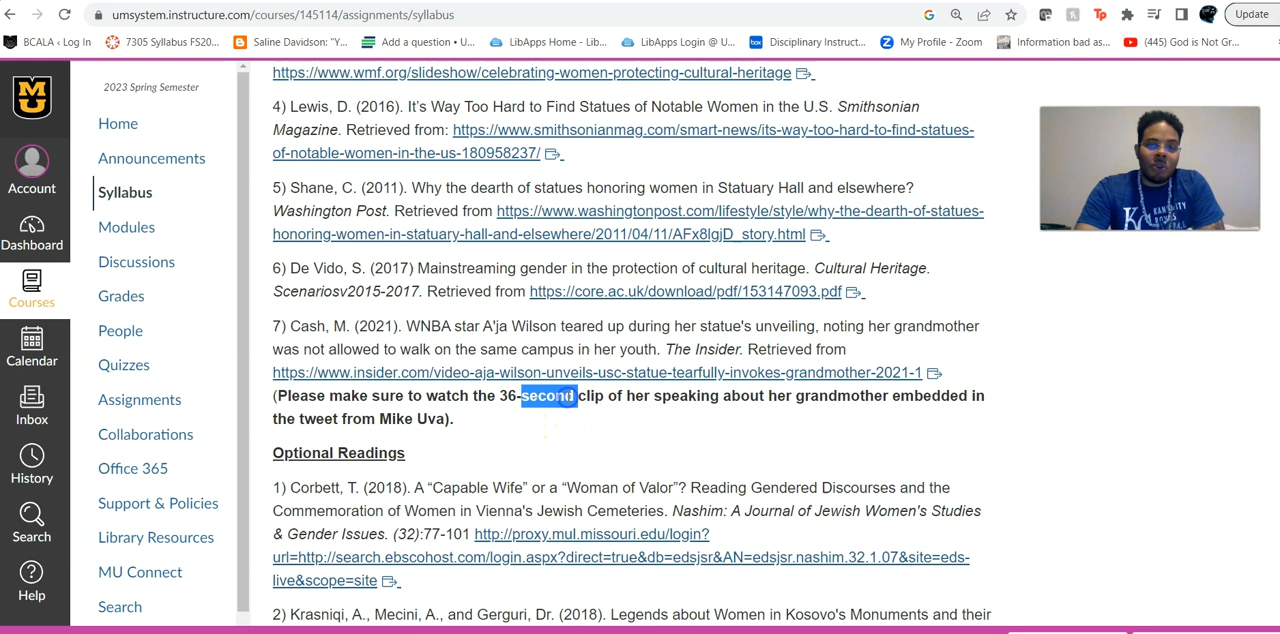 umsystem.instructure.com/courses/145114/assignments/syllabus
Update
BCALA ‹ Log In
7305 Syllabus FS20...
Saline Davidson: "Y...
Add a question • U...
LibApps Home - Lib...
LibApps Login @ U...
box
Disciplinary Instruct...
My Profile - Zoom
Information bad as...
(445) God is Not Gr...
MU
Account
Dashboard
Courses
Calendar
Inbox
History
Search
Help
2023 Spring Semester
Home
Announcements
Syllabus
Modules
Discussions
Grades
People
Quizzes
Assignments
Collaborations
Office 365
Support & Policies
Library Resources
MU Connect
Search
https://www.wmf.org/slideshow/celebrating-women-protecting-cultural-heritage
4) Lewis, D. (2016). It’s Way Too Hard to Find Statues of Notable Women in the U.S. Smithsonian
Magazine. Retrieved from: https://www.smithsonianmag.com/smart-news/its-way-too-hard-to-find-statues-
of-notable-women-in-the-us-180958237/
5) Shane, C. (2011). Why the dearth of statues honoring women in Statuary Hall and elsewhere?
Washington Post. Retrieved from https://www.washingtonpost.com/lifestyle/style/why-the-dearth-of-statues-
honoring-women-in-statuary-hall-and-elsewhere/2011/04/11/AFx8lgjD_story.html
6) De Vido, S. (2017) Mainstreaming gender in the protection of cultural heritage. Cultural Heritage.
Scenariosv2015-2017. Retrieved from https://core.ac.uk/download/pdf/153147093.pdf
7) Cash, M. (2021). WNBA star A'ja Wilson teared up during her statue's unveiling, noting her grandmother
was not allowed to walk on the same campus in her youth. The Insider. Retrieved from
https://www.insider.com/video-aja-wilson-unveils-usc-statue-tearfully-invokes-grandmother-2021-1
(Please make sure to watch the 36-second clip of her speaking about her grandmother embedded in
the tweet from Mike Uva).
Optional Readings
1) Corbett, T. (2018). A “Capable Wife” or a “Woman of Valor”? Reading Gendered Discourses and the
Commemoration of Women in Vienna's Jewish Cemeteries. Nashim: A Journal of Jewish Women's Studies
& Gender Issues. (32):77-101 http://proxy.mul.missouri.edu/login?
url=http://search.ebscohost.com/login.aspx?direct=true&db=edsjsr&AN=edsjsr.nashim.32.1.07&site=eds-
live&scope=site
2) Krasniqi, A., Mecini, A., and Gerguri, Dr. (2018). Legends about Women in Kosovo's Monuments and their